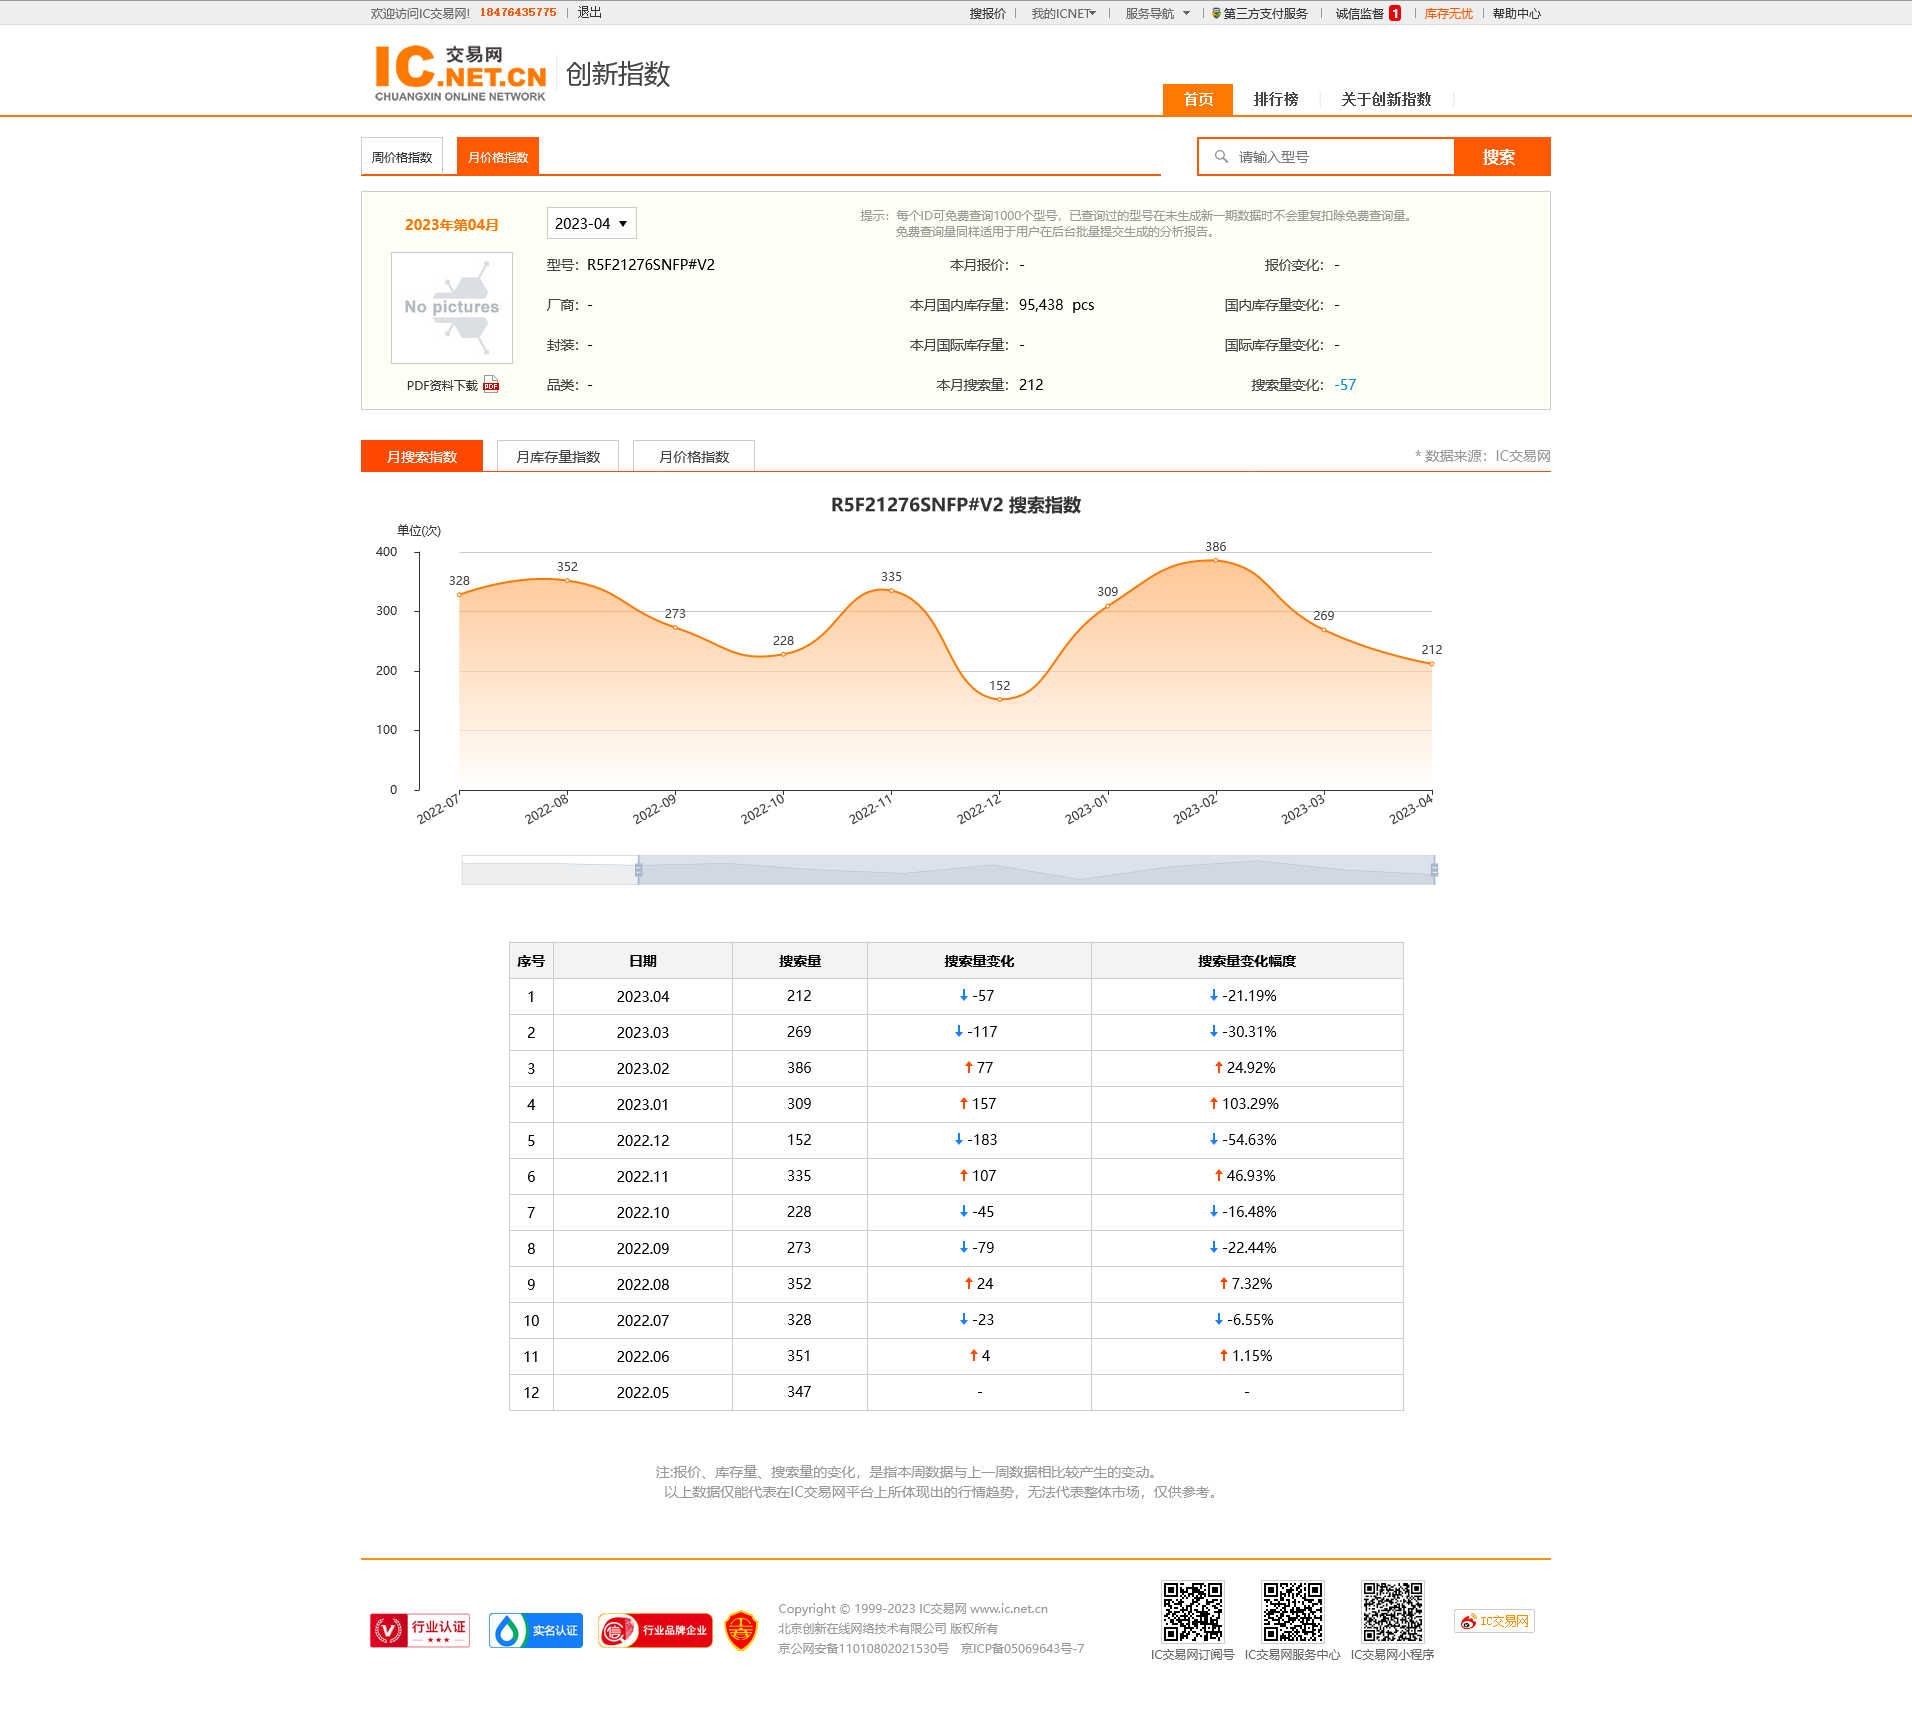 欢迎访问IC交易网! 18476435775 退出 搜报价 我的ICNET 服务导航 第三方支付服务 诚信监督 1 库存无忧 帮助中心
IC 交易网 .NET.CN
CHUANGXIN ONLINE NETWORK
创新指数
首页 排行榜 关于创新指数
周价格指数 月价格指数 请输入型号 搜索
2023年第04月 2023-04
提示：每个ID可免费查询1000个型号，已查询过的型号在未生成新一期数据时不会重复扣除免费查询量。
免费查询量同样适用于用户在后台批量提交生成的分析报告。
No pictures
PDF资料下载 PDF
型号：R5F21276SNFP#V2 本月报价：- 报价变化：-
厂商：- 本月国内库存量：95,438 pcs 国内库存量变化：-
封装：- 本月国际库存量：- 国际库存量变化：-
品类：- 本月搜索量：212 搜索量变化：-57
月搜索指数 月库存量指数 月价格指数 * 数据来源：IC交易网
R5F21276SNFP#V2 搜索指数
单位(次)
400
300
200
100
0
328 352 273 228 335 152 309 386 269 212
2022-07 2022-08 2022-09 2022-10 2022-11 2022-12 2023-01 2023-02 2023-03 2023-04
序号 日期 搜索量 搜索量变化 搜索量变化幅度
1 2023.04 212 ↓ -57 ↓ -21.19%
2 2023.03 269 ↓ -117 ↓ -30.31%
3 2023.02 386 ↑ 77 ↑ 24.92%
4 2023.01 309 ↑ 157 ↑ 103.29%
5 2022.12 152 ↓ -183 ↓ -54.63%
6 2022.11 335 ↑ 107 ↑ 46.93%
7 2022.10 228 ↓ -45 ↓ -16.48%
8 2022.09 273 ↓ -79 ↓ -22.44%
9 2022.08 352 ↑ 24 ↑ 7.32%
10 2022.07 328 ↓ -23 ↓ -6.55%
11 2022.06 351 ↑ 4 ↑ 1.15%
12 2022.05 347 - -
注:报价、库存量、搜索量的变化，是指本周数据与上一周数据相比较产生的变动。
以上数据仅能代表在IC交易网平台上所体现出的行情趋势，无法代表整体市场，仅供参考。
行业认证
实名认证
信 行业品牌企业
Copyright © 1999-2023 IC交易网 www.ic.net.cn
北京创新在线网络技术有限公司 版权所有
京公网安备11010802021530号 京ICP备05069643号-7
IC交易网订阅号 IC交易网服务中心 IC交易网小程序
IC交易网